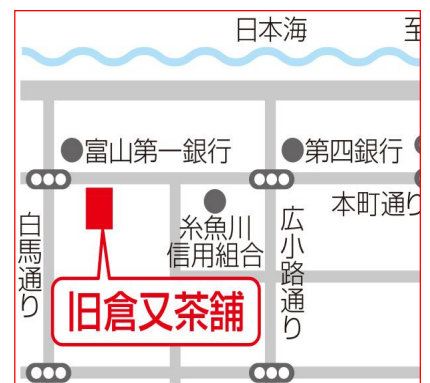 日本海
至
富山第一銀行
第四銀行
本町通り
糸魚川
信用組合
白馬通り
広小路通り
旧倉又茶舗